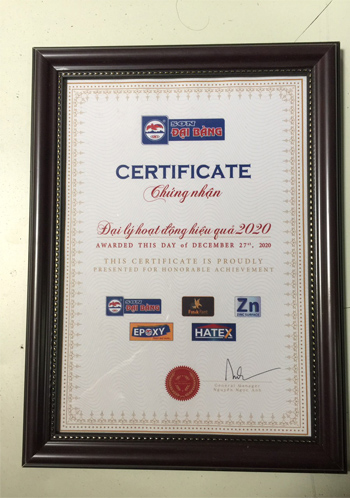 SƠN
ĐẠI BÀNG
CERTIFICATE
Chứng nhận
Đại lý hoạt động hiệu quả 2020
AWARDED THIS DAY of DECEMBER 27th, 2020
THIS CERTIFICATE IS PROUDLY
PRESENTED FOR HONORABLE ACHIEVEMENT
SƠN
ĐẠI BÀNG
Zn
EPOXY
HATEX
General Manager